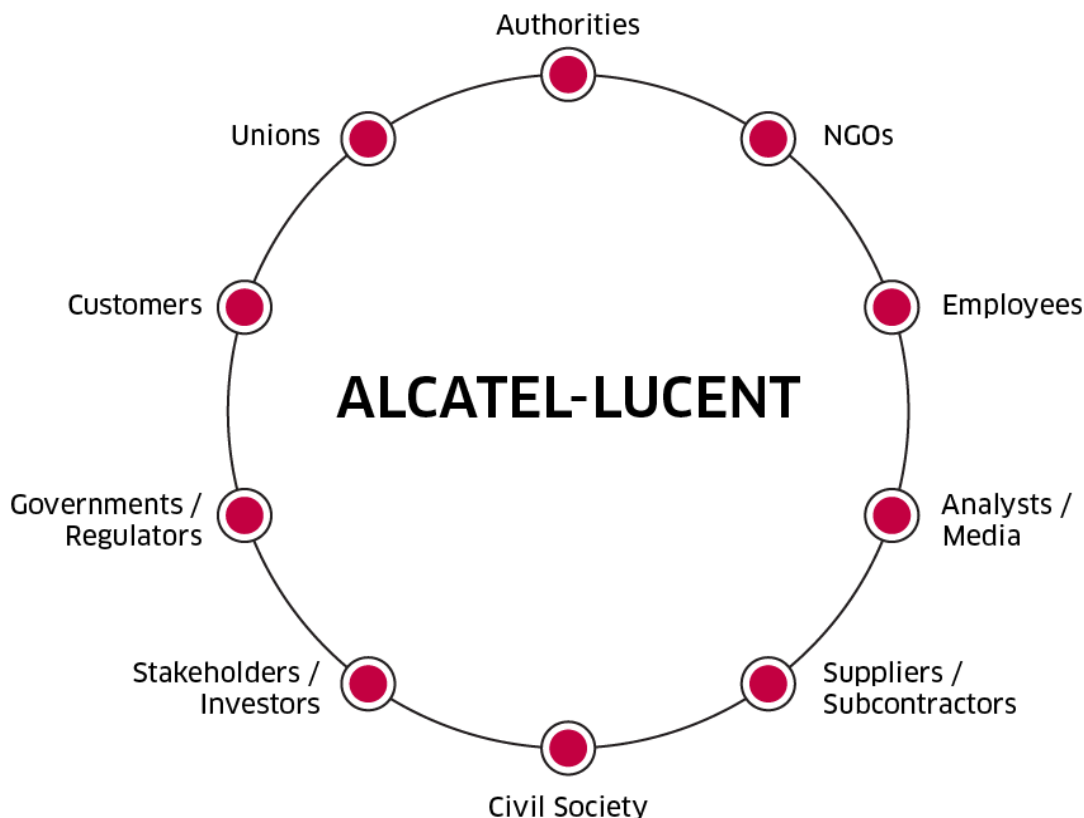 Authorities
Unions
NGOs
Customers
Employees
ALCATEL-LUCENT
Governments /
Regulators
Analysts /
Media
Stakeholders /
Investors
Suppliers /
Subcontractors
Civil Society